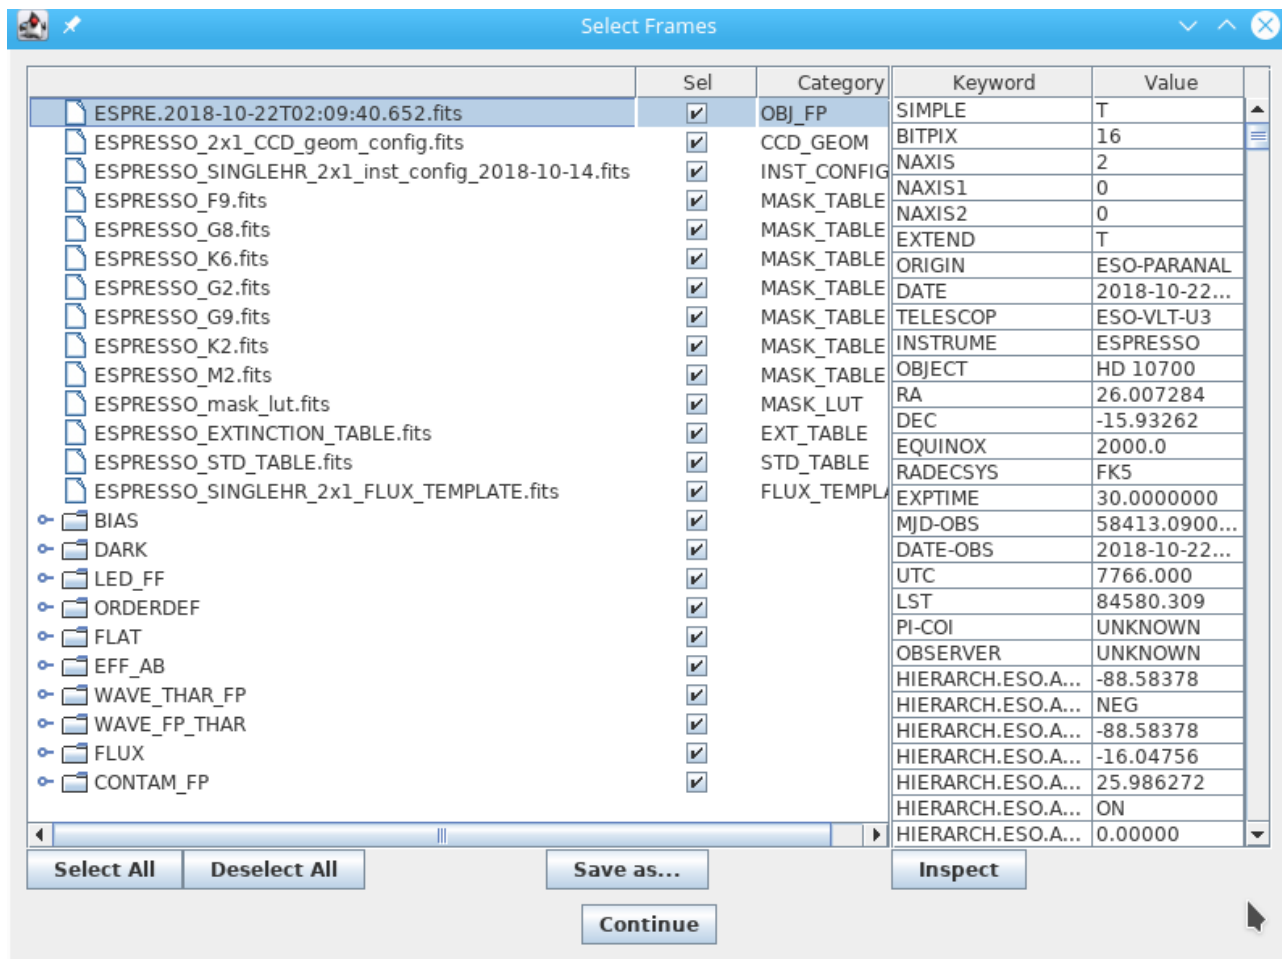 Select Frames
Sel Category Keyword Value
ESPRE.2018-10-22T02:09:40.652.fits OBJ_FP
ESPRESSO_2x1_CCD_geom_config.fits CCD_GEOM
ESPRESSO_SINGLEHR_2x1_inst_config_2018-10-14.fits INST_CONFIG
ESPRESSO_F9.fits MASK_TABLE
ESPRESSO_G8.fits MASK_TABLE
ESPRESSO_K6.fits MASK_TABLE
ESPRESSO_G2.fits MASK_TABLE
ESPRESSO_G9.fits MASK_TABLE
ESPRESSO_K2.fits MASK_TABLE
ESPRESSO_M2.fits MASK_TABLE
ESPRESSO_mask_lut.fits MASK_LUT
ESPRESSO_EXTINCTION_TABLE.fits EXT_TABLE
ESPRESSO_STD_TABLE.fits STD_TABLE
ESPRESSO_SINGLEHR_2x1_FLUX_TEMPLATE.fits FLUX_TEMPLA
BIAS
DARK
LED_FF
ORDERDEF
FLAT
EFF_AB
WAVE_THAR_FP
WAVE_FP_THAR
FLUX
CONTAM_FP
SIMPLE T
BITPIX 16
NAXIS 2
NAXIS1 0
NAXIS2 0
EXTEND T
ORIGIN ESO-PARANAL
DATE 2018-10-22...
TELESCOP ESO-VLT-U3
INSTRUME ESPRESSO
OBJECT HD 10700
RA 26.007284
DEC -15.93262
EQUINOX 2000.0
RADECSYS FK5
EXPTIME 30.0000000
MJD-OBS 58413.0900...
DATE-OBS 2018-10-22...
UTC 7766.000
LST 84580.309
PI-COI UNKNOWN
OBSERVER UNKNOWN
HIERARCH.ESO.A... -88.58378
HIERARCH.ESO.A... NEG
HIERARCH.ESO.A... -88.58378
HIERARCH.ESO.A... -16.04756
HIERARCH.ESO.A... 25.986272
HIERARCH.ESO.A... ON
HIERARCH.ESO.A... 0.00000
Select All Deselect All Save as... Inspect
Continue